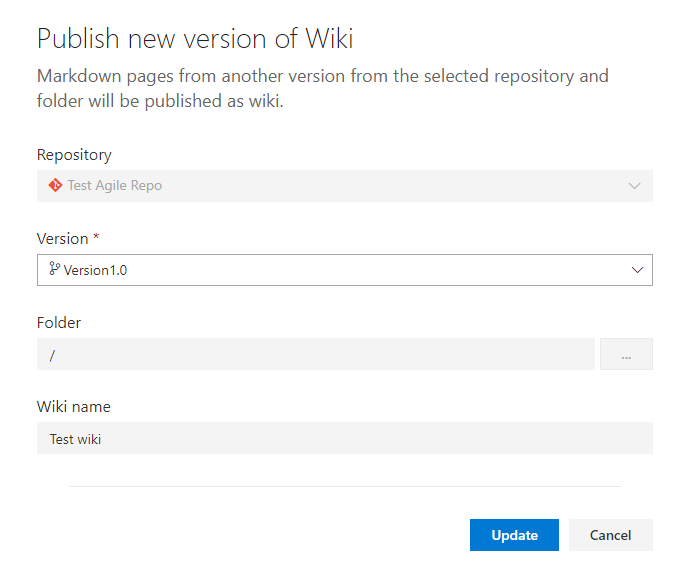 Publish new version of Wiki
Markdown pages from another version from the selected repository and
folder will be published as wiki.
Repository
Test Agile Repo
Version *
Version1.0
Folder
/
...
Wiki name
Test wiki
Update Cancel